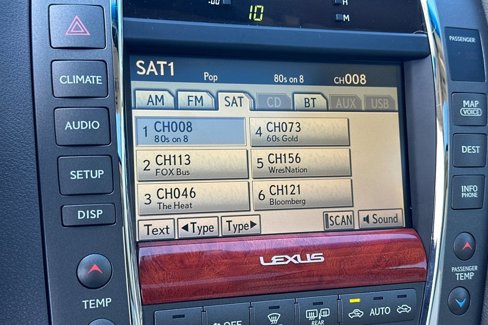 H
10
M
PASSENGER
SAT1 Pop 80s on 8 CH008
AM FM SAT CD BT AUX USB
1 CH008
80s on 8
4 CH073
60s Gold
2 CH113
FOX Bus
5 CH156
WresNation
3 CH046
The Heat
6 CH121
Bloomberg
Text ◄Type Type► SCAN Sound
CLIMATE
AUDIO
SETUP
DISP
TEMP
MAP
VOICE
DEST
INFO
PHONE
PASSENGER
TEMP
LEXUS
OFF
REAR
AUTO